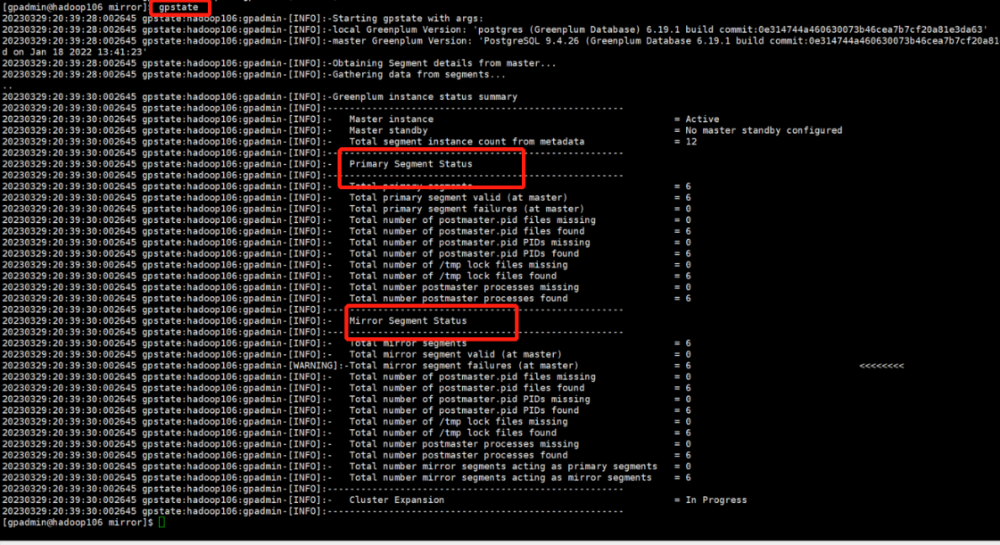 [gpadmin@hadoop106 mirror]$ gpstate
20230329:20:39:28:002645 gpstate:hadoop106:gpadmin-[INFO]:-Starting gpstate with args:
20230329:20:39:28:002645 gpstate:hadoop106:gpadmin-[INFO]:-local Greenplum Version: 'postgres (Greenplum Database) 6.19.1 build commit:0e314744a460630073b46cea7b7cf20a81e3da63'
20230329:20:39:28:002645 gpstate:hadoop106:gpadmin-[INFO]:-master Greenplum Version: 'PostgreSQL 9.4.26 (Greenplum Database 6.19.1 build commit:0e314744a460630073b46cea7b7cf20a81
d on Jan 18 2022 13:41:23'
20230329:20:39:28:002645 gpstate:hadoop106:gpadmin-[INFO]:-Obtaining Segment details from master...
20230329:20:39:28:002645 gpstate:hadoop106:gpadmin-[INFO]:-Gathering data from segments...
..
20230329:20:39:30:002645 gpstate:hadoop106:gpadmin-[INFO]:-Greenplum instance status summary
20230329:20:39:30:002645 gpstate:hadoop106:gpadmin-[INFO]:-----------------------------------------------------
20230329:20:39:30:002645 gpstate:hadoop106:gpadmin-[INFO]:-   Master instance                                           = Active
20230329:20:39:30:002645 gpstate:hadoop106:gpadmin-[INFO]:-   Master standby                                            = No master standby configured
20230329:20:39:30:002645 gpstate:hadoop106:gpadmin-[INFO]:-   Total segment instance count from metadata                = 12
20230329:20:39:30:002645 gpstate:hadoop106:gpadmin-[INFO]:-----------------------------------------------------
20230329:20:39:30:002645 gpstate:hadoop106:gpadmin-[INFO]:-   Primary Segment Status
20230329:20:39:30:002645 gpstate:hadoop106:gpadmin-[INFO]:-----------------------------------------------------
20230329:20:39:30:002645 gpstate:hadoop106:gpadmin-[INFO]:-   Total primary segments                                    = 6
20230329:20:39:30:002645 gpstate:hadoop106:gpadmin-[INFO]:-   Total primary segment valid (at master)                   = 6
20230329:20:39:30:002645 gpstate:hadoop106:gpadmin-[INFO]:-   Total primary segment failures (at master)                = 0
20230329:20:39:30:002645 gpstate:hadoop106:gpadmin-[INFO]:-   Total number of postmaster.pid files missing              = 0
20230329:20:39:30:002645 gpstate:hadoop106:gpadmin-[INFO]:-   Total number of postmaster.pid files found                = 6
20230329:20:39:30:002645 gpstate:hadoop106:gpadmin-[INFO]:-   Total number of postmaster.pid PIDs missing               = 0
20230329:20:39:30:002645 gpstate:hadoop106:gpadmin-[INFO]:-   Total number of postmaster.pid PIDs found                 = 6
20230329:20:39:30:002645 gpstate:hadoop106:gpadmin-[INFO]:-   Total number of /tmp lock files missing                   = 0
20230329:20:39:30:002645 gpstate:hadoop106:gpadmin-[INFO]:-   Total number of /tmp lock files found                     = 6
20230329:20:39:30:002645 gpstate:hadoop106:gpadmin-[INFO]:-   Total number postmaster processes missing                 = 0
20230329:20:39:30:002645 gpstate:hadoop106:gpadmin-[INFO]:-   Total number postmaster processes found                   = 6
20230329:20:39:30:002645 gpstate:hadoop106:gpadmin-[INFO]:-----------------------------------------------------
20230329:20:39:30:002645 gpstate:hadoop106:gpadmin-[INFO]:-   Mirror Segment Status
20230329:20:39:30:002645 gpstate:hadoop106:gpadmin-[INFO]:-----------------------------------------------------
20230329:20:39:30:002645 gpstate:hadoop106:gpadmin-[INFO]:-   Total mirror segments                                     = 6
20230329:20:39:30:002645 gpstate:hadoop106:gpadmin-[INFO]:-   Total mirror segment valid (at master)                    = 0
20230329:20:39:30:002645 gpstate:hadoop106:gpadmin-[WARNING]:-Total mirror segment failures (at master)                 = 6                              <<<<<<<<
20230329:20:39:30:002645 gpstate:hadoop106:gpadmin-[INFO]:-   Total number of postmaster.pid files missing              = 0
20230329:20:39:30:002645 gpstate:hadoop106:gpadmin-[INFO]:-   Total number of postmaster.pid files found                = 6
20230329:20:39:30:002645 gpstate:hadoop106:gpadmin-[INFO]:-   Total number of postmaster.pid PIDs missing               = 0
20230329:20:39:30:002645 gpstate:hadoop106:gpadmin-[INFO]:-   Total number of postmaster.pid PIDs found                 = 6
20230329:20:39:30:002645 gpstate:hadoop106:gpadmin-[INFO]:-   Total number of /tmp lock files missing                   = 0
20230329:20:39:30:002645 gpstate:hadoop106:gpadmin-[INFO]:-   Total number of /tmp lock files found                     = 6
20230329:20:39:30:002645 gpstate:hadoop106:gpadmin-[INFO]:-   Total number postmaster processes missing                 = 0
20230329:20:39:30:002645 gpstate:hadoop106:gpadmin-[INFO]:-   Total number postmaster processes found                   = 6
20230329:20:39:30:002645 gpstate:hadoop106:gpadmin-[INFO]:-   Total number mirror segments acting as primary segments   = 0
20230329:20:39:30:002645 gpstate:hadoop106:gpadmin-[INFO]:-   Total number mirror segments acting as mirror segments    = 6
20230329:20:39:30:002645 gpstate:hadoop106:gpadmin-[INFO]:-----------------------------------------------------
20230329:20:39:30:002645 gpstate:hadoop106:gpadmin-[INFO]:-   Cluster Expansion                                         = In Progress
20230329:20:39:30:002645 gpstate:hadoop106:gpadmin-[INFO]:-----------------------------------------------------
[gpadmin@hadoop106 mirror]$